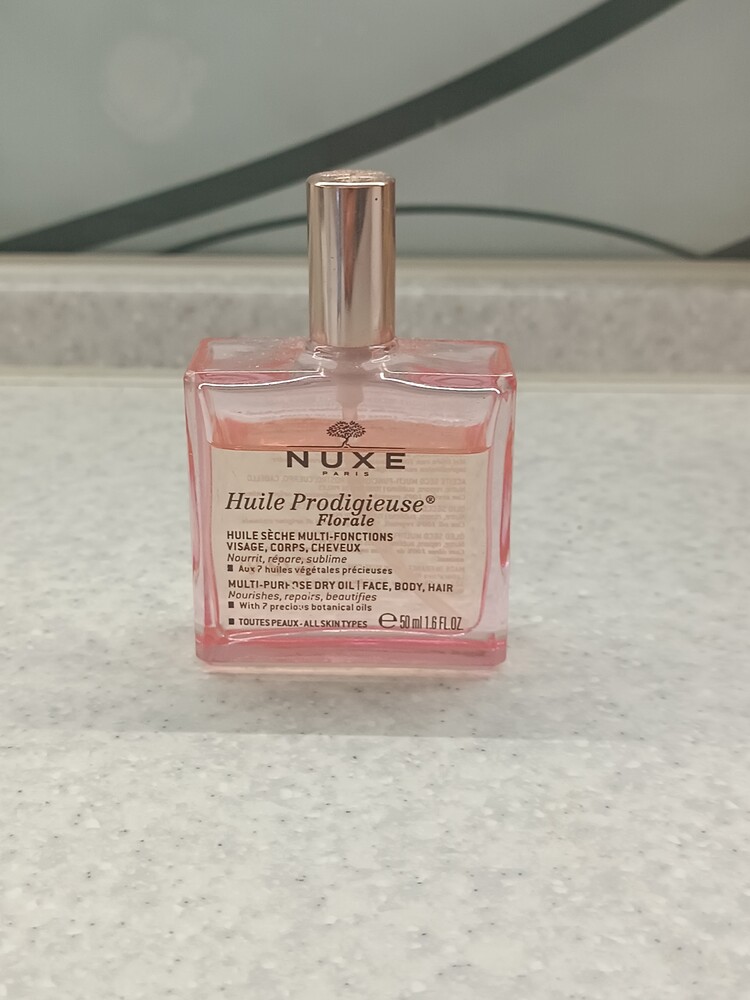 NUXE
PARIS
Huile Prodigieuse®
Florale
HUILE SÈCHE MULTI-FONCTIONS
VISAGE, CORPS, CHEVEUX
Nourrit, répare, sublime
■ Aux 7 huiles végétales précieuses
MULTI-PURPOSE DRY OIL | FACE, BODY, HAIR
Nourishes, repairs, beautifies
■ With 7 precious botanical oils
■ TOUTES PEAUX - ALL SKIN TYPES ℮ 50 ml 1.6 FL.OZ